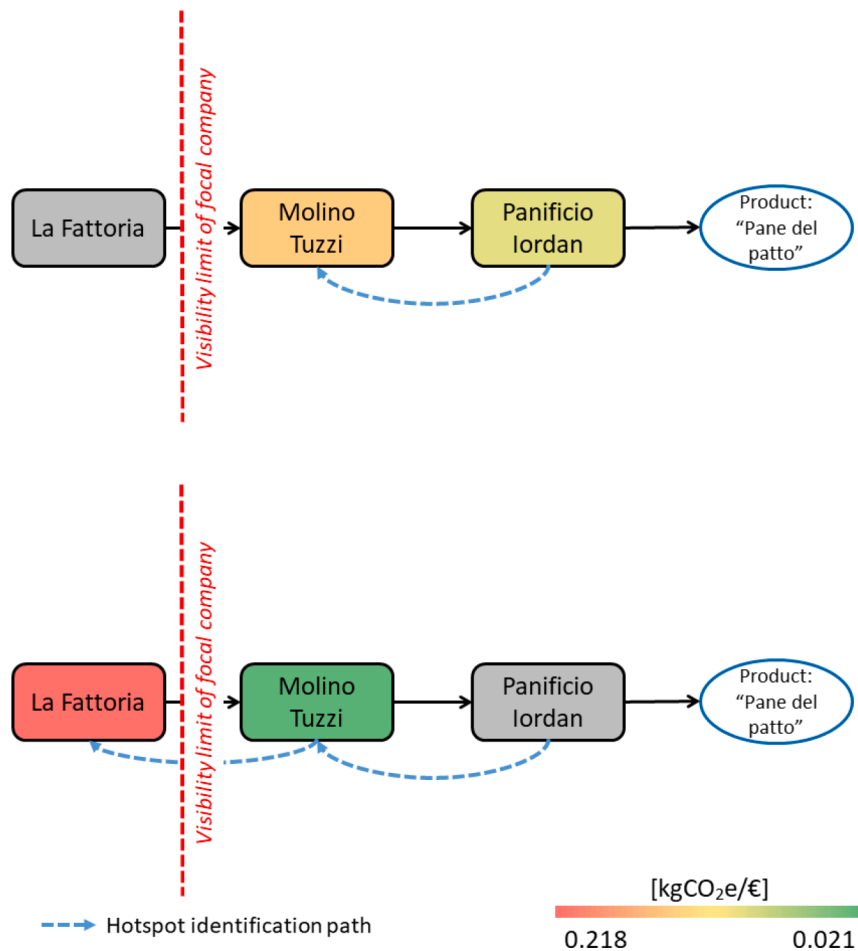 Visibility limit of focal company
La Fattoria
Molino
Tuzzi
Panificio
Iordan
Product:
“Pane del
patto”
Visibility limit of focal company
La Fattoria
Molino
Tuzzi
Panificio
Iordan
Product:
“Pane del
patto”
Hotspot identification path
[kgCO₂e/€]
0.218
0.021